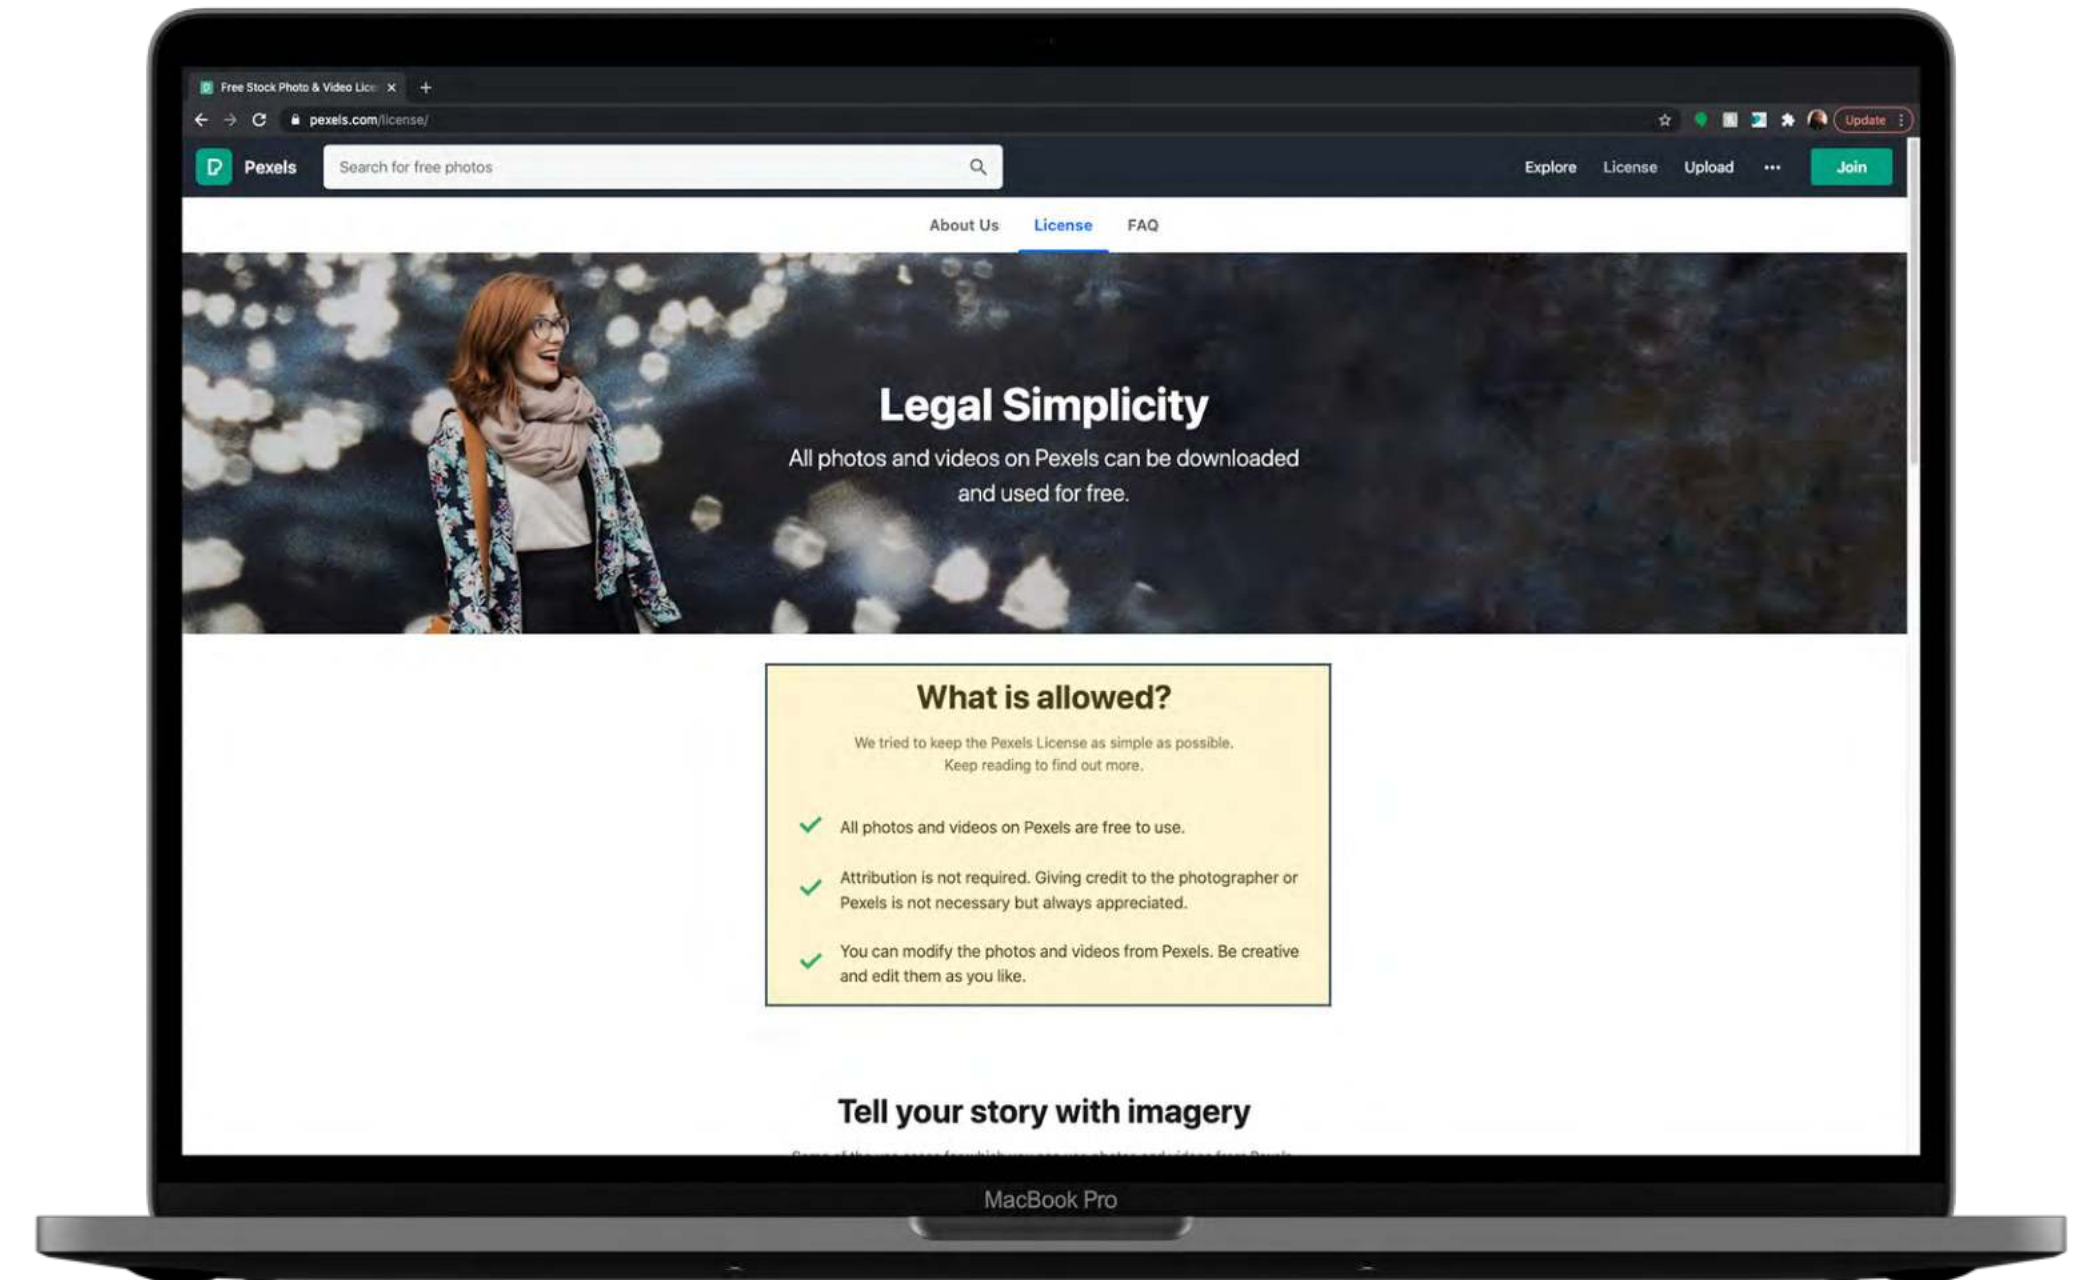 Free Stock Photo & Video Lice
pexels.com/license/
Update
Pexels
Search for free photos
Explore
License
Upload
Join
About Us
License
FAQ
Legal Simplicity
All photos and videos on Pexels can be downloaded
and used for free.
What is allowed?
We tried to keep the Pexels License as simple as possible.
Keep reading to find out more.
All photos and videos on Pexels are free to use.
Attribution is not required. Giving credit to the photographer or
Pexels is not necessary but always appreciated.
You can modify the photos and videos from Pexels. Be creative
and edit them as you like.
Tell your story with imagery
MacBook Pro